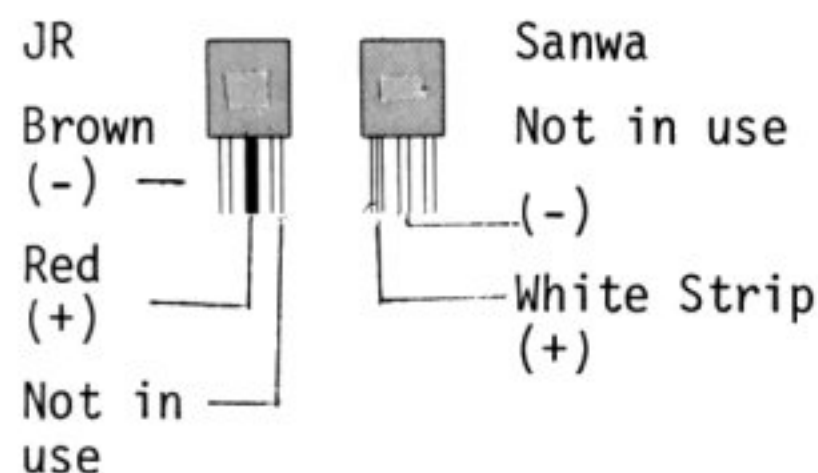 JR
Brown
(-)
Red
(+)
Not in
use
Sanwa
Not in use
(-)
White Strip
(+)